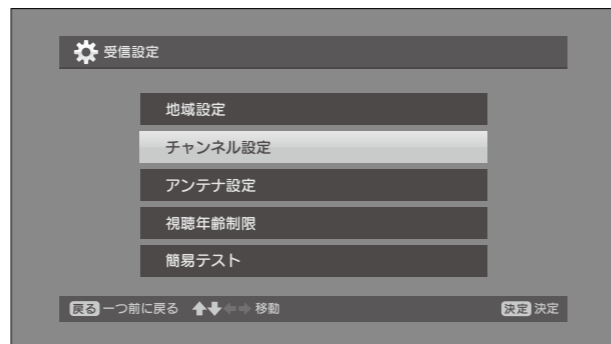 受信設定
地域設定
チャンネル設定
アンテナ設定
視聴年齢制限
簡易テスト
戻る 一つ前に戻る 移動 決定 決定